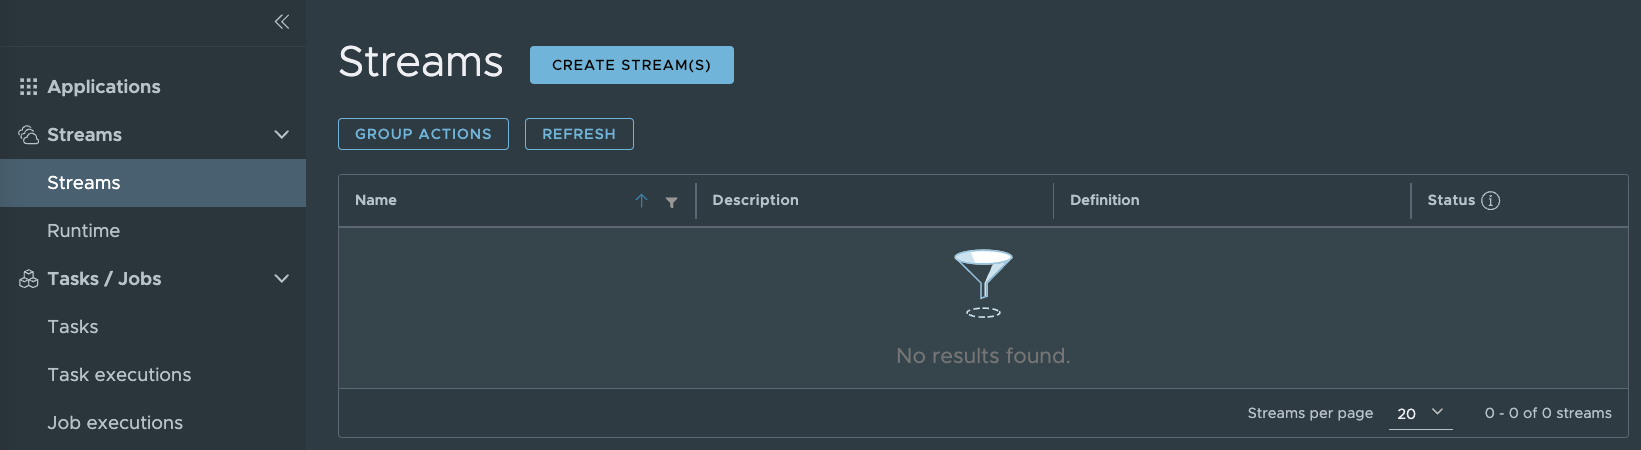 Applications
Streams
Streams
Runtime
Tasks / Jobs
Tasks
Task executions
Job executions
Streams CREATE STREAM(S)
GROUP ACTIONS REFRESH
Name Description Definition Status
No results found.
Streams per page 20 0 - 0 of 0 streams